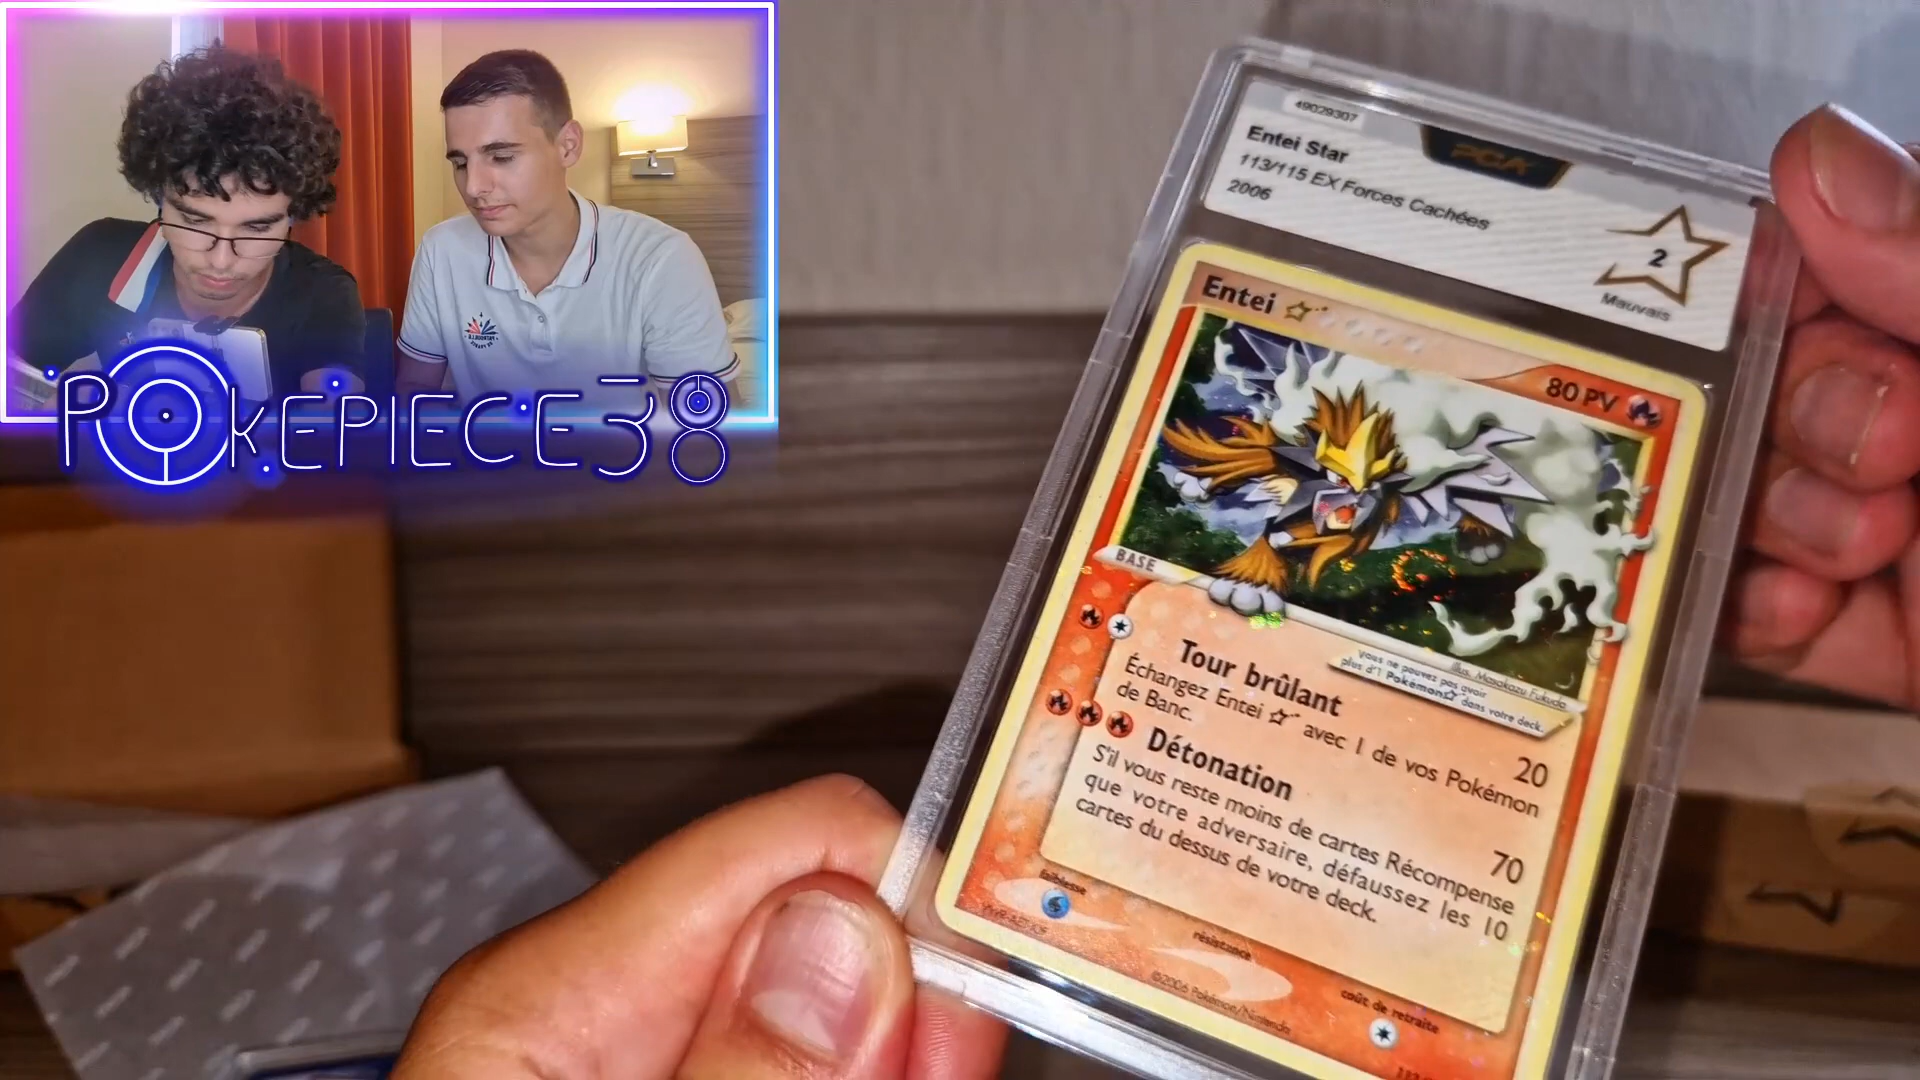 POKEPIECE38
49029307
PCA
Entei Star
113/115 EX Forces Cachées
2006
2
Mauvais
Entei
80 PV
BASE
Illus. Masakazu Fukuda
Vous ne pouvez pas avoir
plus d'1 Pokémon☆ dans votre deck.
Tour brûlant
20
Échangez Entei ☆ avec 1 de vos Pokémon
de Banc.
Détonation
70
S'il vous reste moins de cartes Récompense
que votre adversaire, défaussez les 10
cartes du dessus de votre deck.
faiblesse
résistance
coût de retraite
©2006 Pokémon/Nintendo